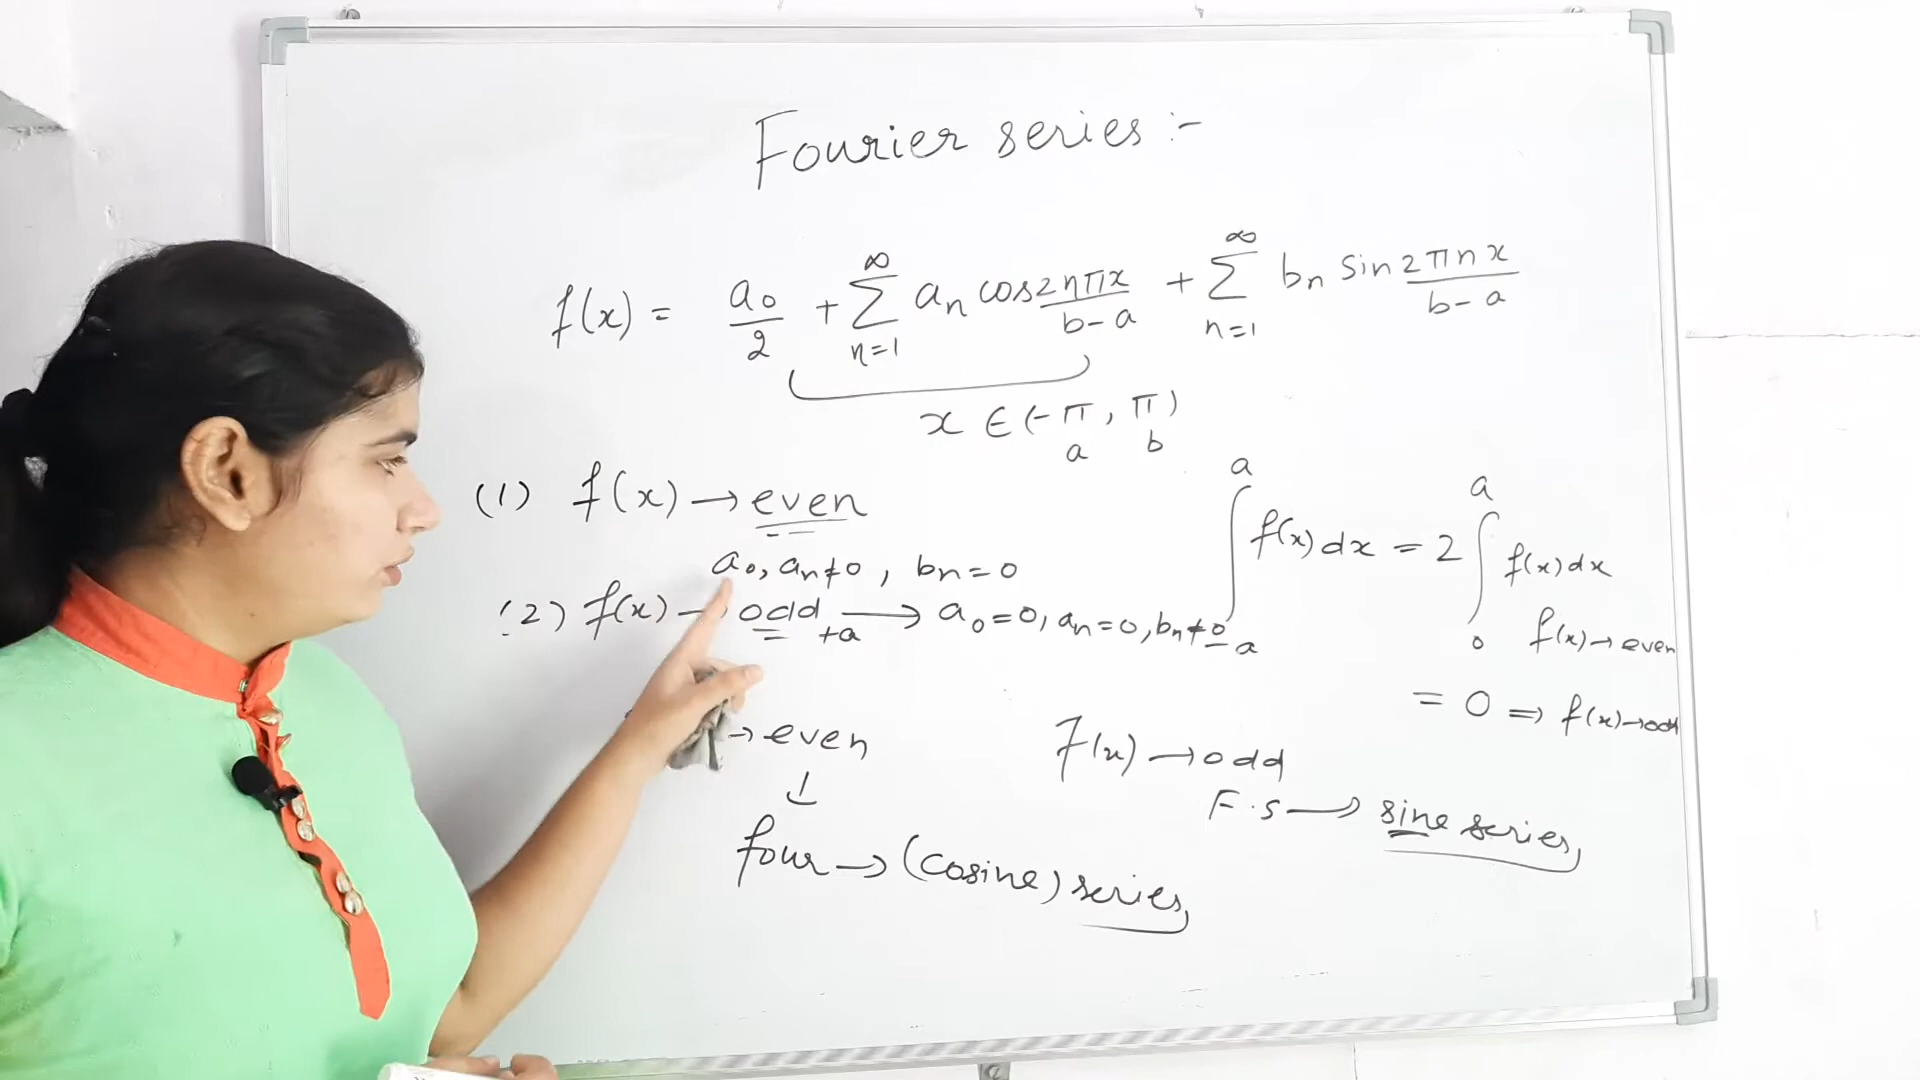 Fourier series :-
f(x) = a₀/2 + ∑_{n=1}^{∞} aₙ cos 2nπx/(b-a) + ∑_{n=1}^{∞} bₙ sin 2πnx/(b-a)
x ∈ (-π, π)
a b
(1) f(x) → even
a₀, aₙ ≠ 0, bₙ = 0
(2) f(x) → odd → a₀ = 0, aₙ = 0, bₙ ≠ 0
+a
∫_{-a}^{a} f(x) dx = 2 ∫_{0}^{a} f(x) dx
f(x) → even
= 0 ⇒ f(x) → odd
→ even
↓
four → (cosine) series,
f(x) → odd
F.S → sine series,